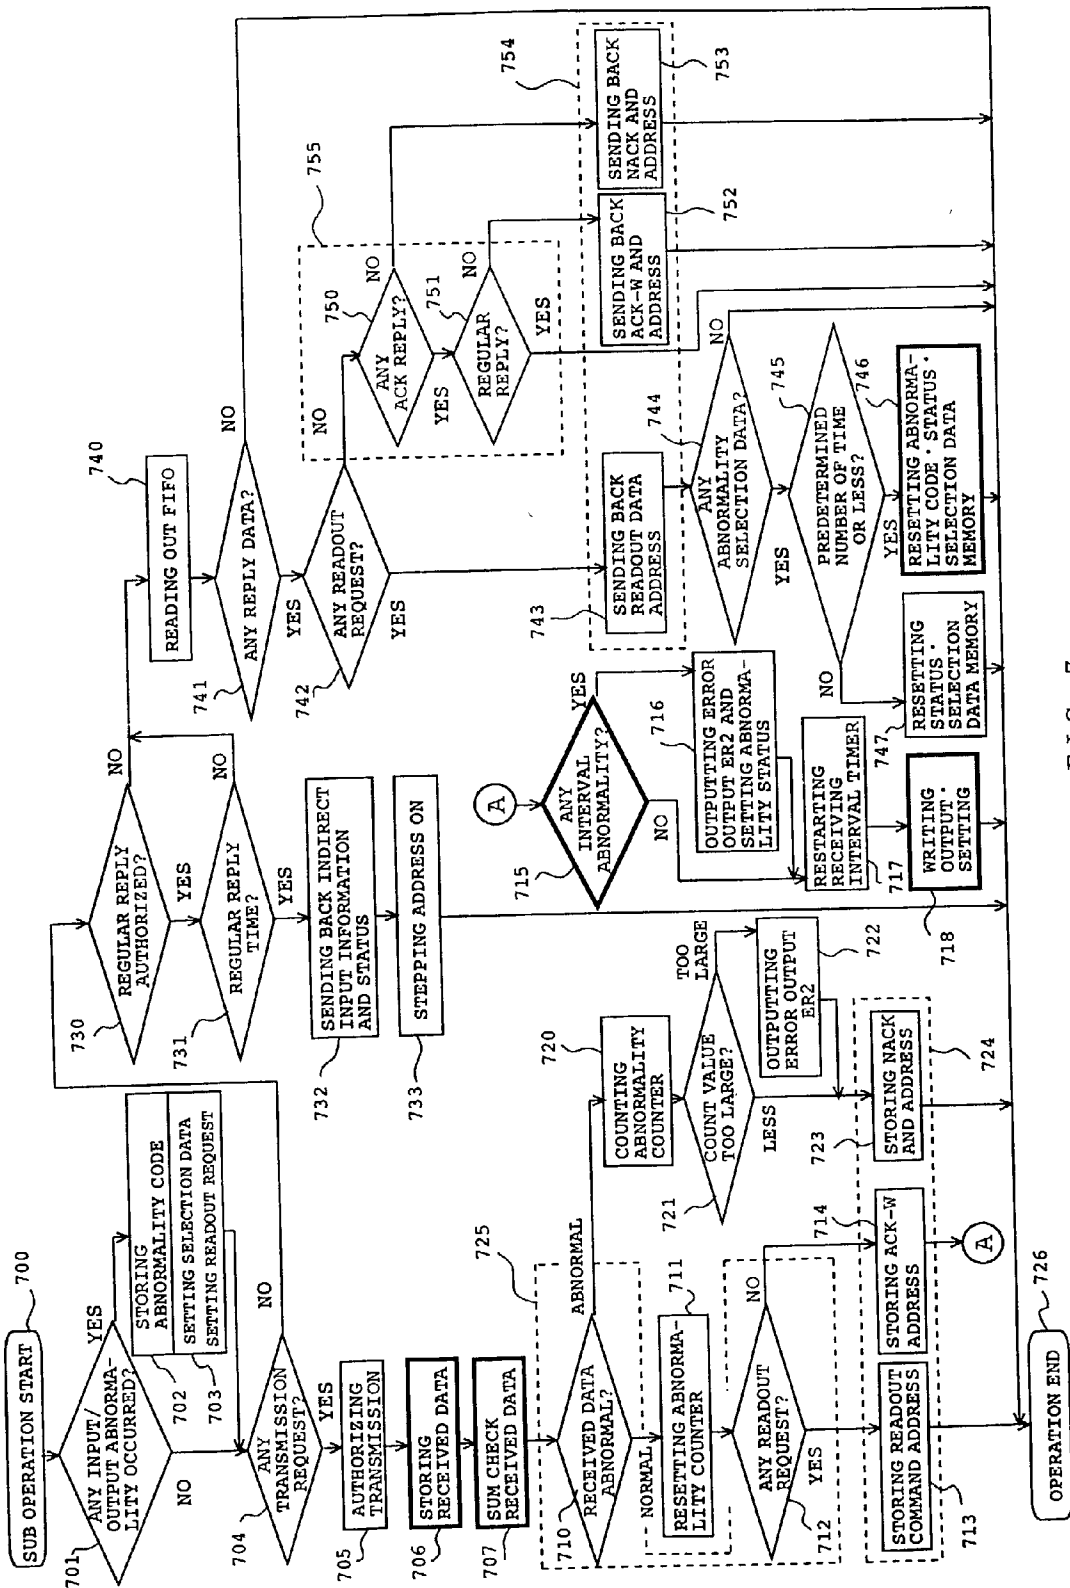 SUB OPERATION START
700
701
ANY INPUT/
OUTPUT ABNORMA-
LITY OCCURRED?
YES
NO
STORING
ABNORMALITY CODE
SETTING SELECTION DATA
SETTING READOUT REQUEST
702
703
704
ANY
TRANSMISSION
REQUEST?
NO
YES
705
AUTHORIZING
TRANSMISSION
706
STORING
RECEIVED DATA
707
SUM CHECK
RECEIVED DATA
725
710
RECEIVED DATA
ABNORMAL?
ABNORMAL
NORMAL
711
RESETTING ABNORMA-
LITY COUNTER
712
ANY READOUT
REQUEST?
NO
YES
STORING READOUT
COMMAND ADDRESS
713
714
STORING ACK-W
ADDRESS
A
720
COUNTING
ABNORMALITY
COUNTER
721
COUNT VALUE
TOO LARGE?
TOO
LARGE
LESS
OUTPUTTING
ERROR OUTPUT
ER2
722
723
STORING NACK
AND ADDRESS
724
OPERATION END
726
730
REGULAR REPLY
AUTHORIZED?
NO
YES
731
REGULAR REPLY
TIME?
NO
YES
732
SENDING BACK INDIRECT
INPUT INFORMATION
AND STATUS
733
STEPPING ADDRESS ON
A
715
ANY
INTERVAL
ABNORMALITY?
YES
NO
716
OUTPUTTING ERROR
OUTPUT ER2 AND
SETTING ABNORMA-
LITY STATUS
RESTARTING
RECEIVING
INTERVAL TIMER
717
WRITING
OUTPUT·
SETTING
718
740
READING OUT FIFO
741
ANY REPLY DATA?
NO
YES
742
ANY READOUT
REQUEST?
NO
YES
755
750
ANY
ACK REPLY?
NO
YES
751
REGULAR
REPLY?
NO
YES
754
743
SENDING BACK
READOUT DATA
ADDRESS
SENDING BACK
ACK-W AND
ADDRESS
752
SENDING BACK
NACK AND
ADDRESS
753
744
ANY
ABNORMALITY
SELECTION DATA?
NO
YES
745
PREDETERMINED
NUMBER OF TIME
OR LESS?
NO
YES
746
RESETTING ABNORMA-
LITY CODE·STATUS·
SELECTION DATA
MEMORY
747
RESETTING
STATUS·
SELECTION
DATA MEMORY